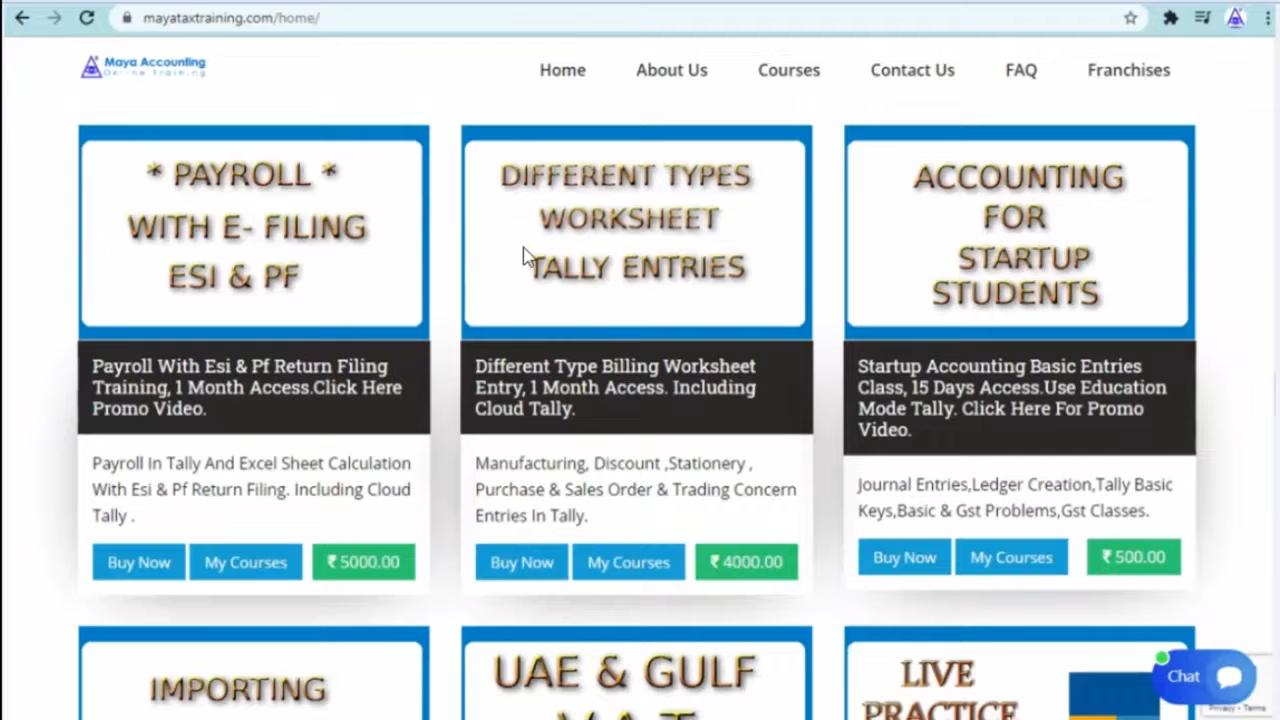 mayataxtraining.com/home/
Maya Accounting
Online Training
Home
About Us
Courses
Contact Us
FAQ
Franchises
* PAYROLL *
WITH E- FILING
ESI & PF
Payroll With Esi & Pf Return Filing
Training, 1 Month Access.Click Here
Promo Video.
Payroll In Tally And Excel Sheet Calculation
With Esi & Pf Return Filing. Including Cloud
Tally .
Buy Now
My Courses
₹ 5000.00
DIFFERENT TYPES
WORKSHEET
TALLY ENTRIES
Different Type Billing Worksheet
Entry, 1 Month Access. Including
Cloud Tally.
Manufacturing, Discount ,Stationery ,
Purchase & Sales Order & Trading Concern
Entries In Tally.
Buy Now
My Courses
₹ 4000.00
ACCOUNTING
FOR
STARTUP
STUDENTS
Startup Accounting Basic Entries
Class, 15 Days Access.Use Education
Mode Tally. Click Here For Promo
Video.
Journal Entries,Ledger Creation,Tally Basic
Keys,Basic & Gst Problems,Gst Classes.
Buy Now
My Courses
₹ 500.00
IMPORTING
UAE & GULF
VAT
LIVE
PRACTICE
Chat
Privacy - Terms